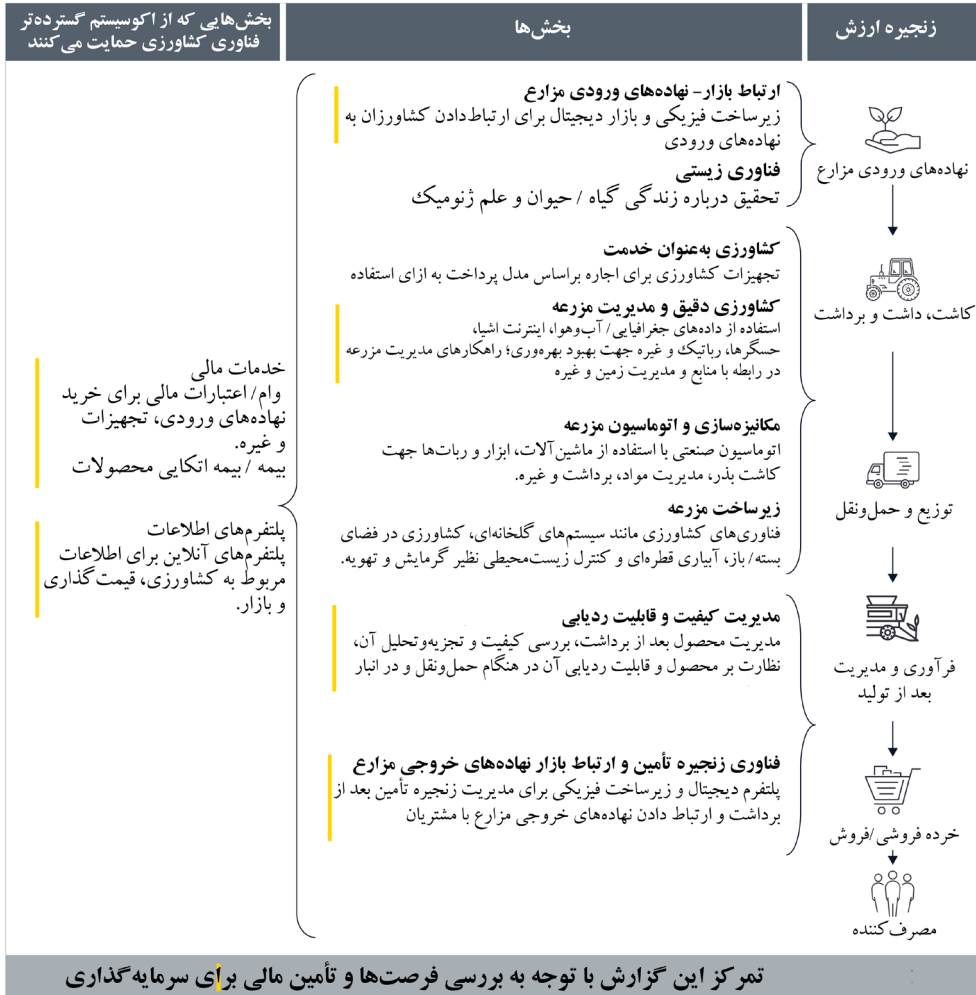 زنجیره ارزش
بخش‌ها
بخش‌هایی که از اکوسیستم گسترده‌تر
فناوری کشاورزی حمایت می‌کنند
نهاده‌های ورودی مزارع
کاشت، داشت و برداشت
توزیع و حمل‌ونقل
فرآوری و مدیریت
بعد از تولید
خرده فروشی/فروش
مصرف‌کننده
ارتباط بازار- نهاده‌های ورودی مزارع
زیرساخت فیزیکی و بازار دیجیتال برای ارتباط‌دادن کشاورزان به
نهاده‌های ورودی
فناوری زیستی
تحقیق درباره زندگی گیاه / حیوان و علم ژنومیک
کشاورزی به‌عنوان خدمت
تجهیزات کشاورزی برای اجاره براساس مدل پرداخت به ازای استفاده
کشاورزی دقیق و مدیریت مزرعه
استفاده از داده‌های جغرافیایی/ آب‌وهوا، اینترنت اشیا،
حسگرها، رباتیک و غیره جهت بهبود بهره‌وری؛ راهکارهای مدیریت مزرعه
در رابطه با منابع و مدیریت زمین و غیره
مکانیزه‌سازی و اتوماسیون مزرعه
اتوماسیون صنعتی با استفاده از ماشین‌آلات، ابزار و ربات‌ها جهت
کاشت بذر، مدیریت مواد، برداشت و غیره.
زیرساخت مزرعه
فناوری‌های کشاورزی مانند سیستم‌های گلخانه‌ای، کشاورزی در فضای
بسته/ باز، آبیاری قطره‌ای و کنترل زیست‌محیطی نظیر گرمایش و تهویه.
مدیریت کیفیت و قابلیت ردیابی
مدیریت محصول بعد از برداشت، بررسی کیفیت و تجزیه‌وتحلیل آن،
نظارت بر محصول و قابلیت ردیابی آن در هنگام حمل‌ونقل و در انبار
فناوری زنجیره تأمین و ارتباط بازار نهاده‌های خروجی مزارع
پلتفرم دیجیتال و زیرساخت فیزیکی برای مدیریت زنجیره تأمین بعد از
برداشت و ارتباط دادن نهاده‌های خروجی مزارع با مشتریان
خدمات مالی
وام/ اعتبارات مالی برای خرید
نهاده‌های ورودی، تجهیزات
و غیره.
بیمه / بیمه اتکایی محصولات
پلتفرم‌های اطلاعات
پلتفرم‌های آنلاین برای اطلاعات
مربوط به کشاورزی، قیمت‌گذاری
و بازار.
تمرکز این گزارش با توجه به بررسی فرصت‌ها و تأمین مالی برای سرمایه‌گذاری